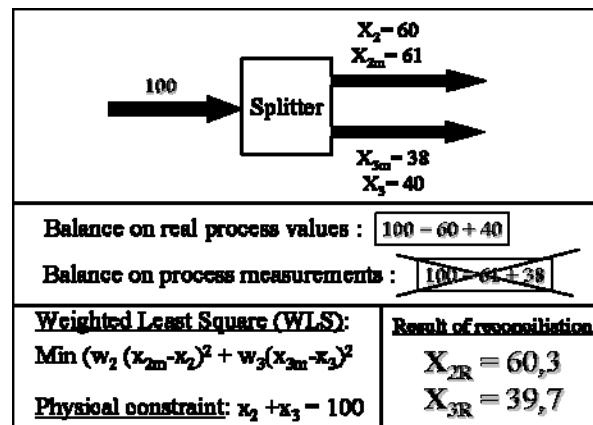 X₂= 60
X₂ₘ= 61
100
Splitter
X₃ₘ= 38
X₃= 40
Balance on real process values : 100 = 60 + 40
Balance on process measurements : 100 = 61 + 38
Weighted Least Square (WLS):
Min (w₂ (x₂ₘ-x₂)² + w₃(x₃ₘ-x₃)²
Physical constraint: x₂ +x₃ = 100
Result of reconciliation
X₂R = 60,3
X₃R = 39,7